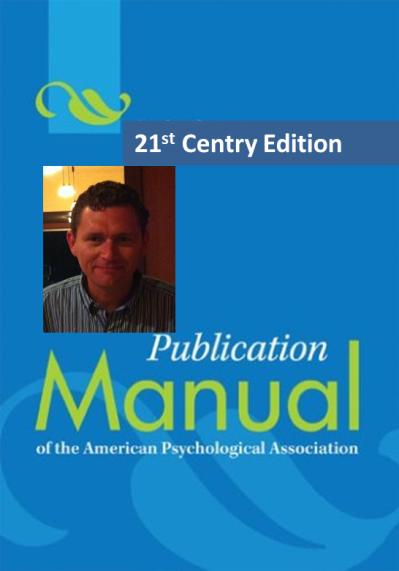 21st Centry Edition
Publication
Manual
of the American Psychological Association